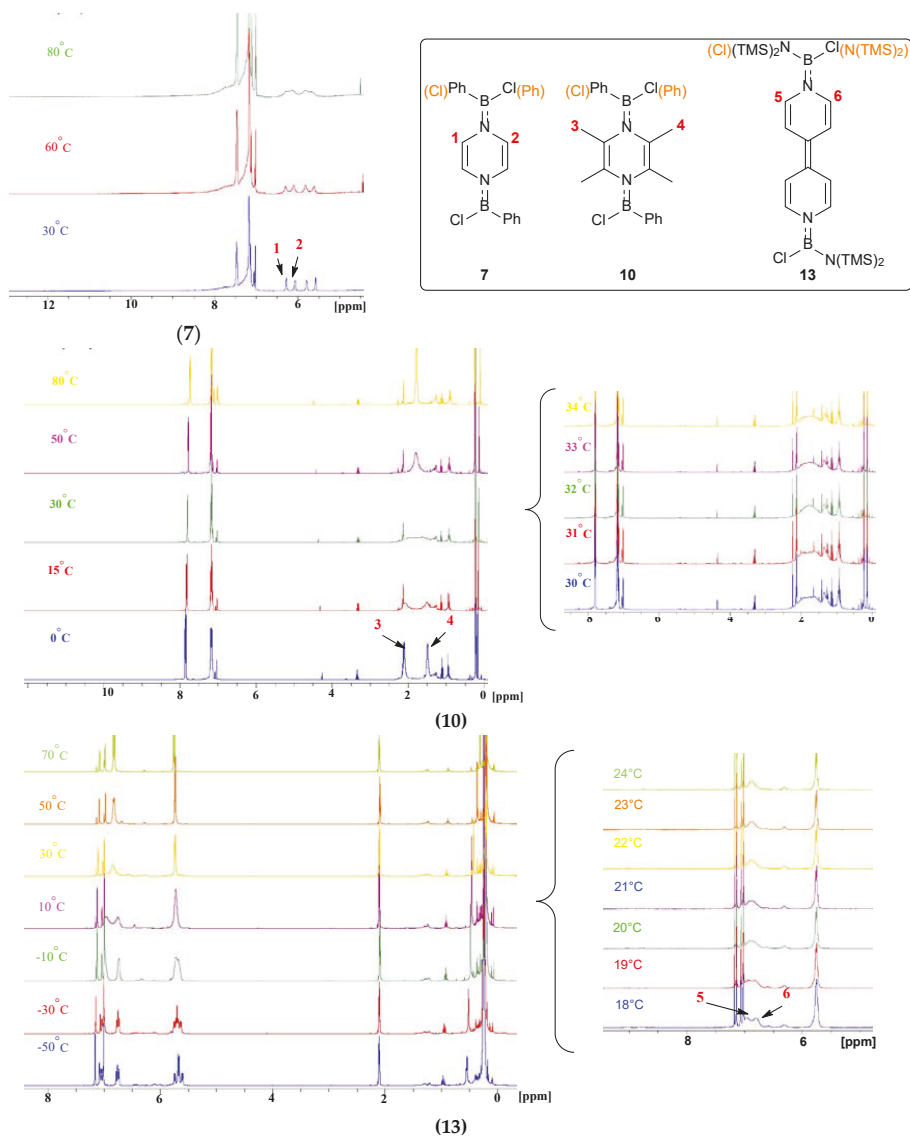 80°C
60°C
30°C
1 2
12 10 8 6 [ppm]
(7)
(Cl)Ph Cl(Ph)
B
N
1 2
N
B
Cl Ph
7
(Cl)Ph Cl(Ph)
B
N
3 4
N
B
Cl Ph
10
(Cl)(TMS)₂N Cl(N(TMS)₂)
B
N
5 6
N
B
Cl N(TMS)₂
13
80°C
50°C
30°C
15°C
0°C
3 4
10 8 6 4 2 0 [ppm]
34°C
33°C
32°C
31°C
30°C
8 6 4 2 0
(10)
70°C
50°C
30°C
10°C
-10°C
-30°C
-50°C
8 6 4 2 0 [ppm]
24°C
23°C
22°C
21°C
20°C
19°C
18°C
5 6
8 6 [ppm]
(13)